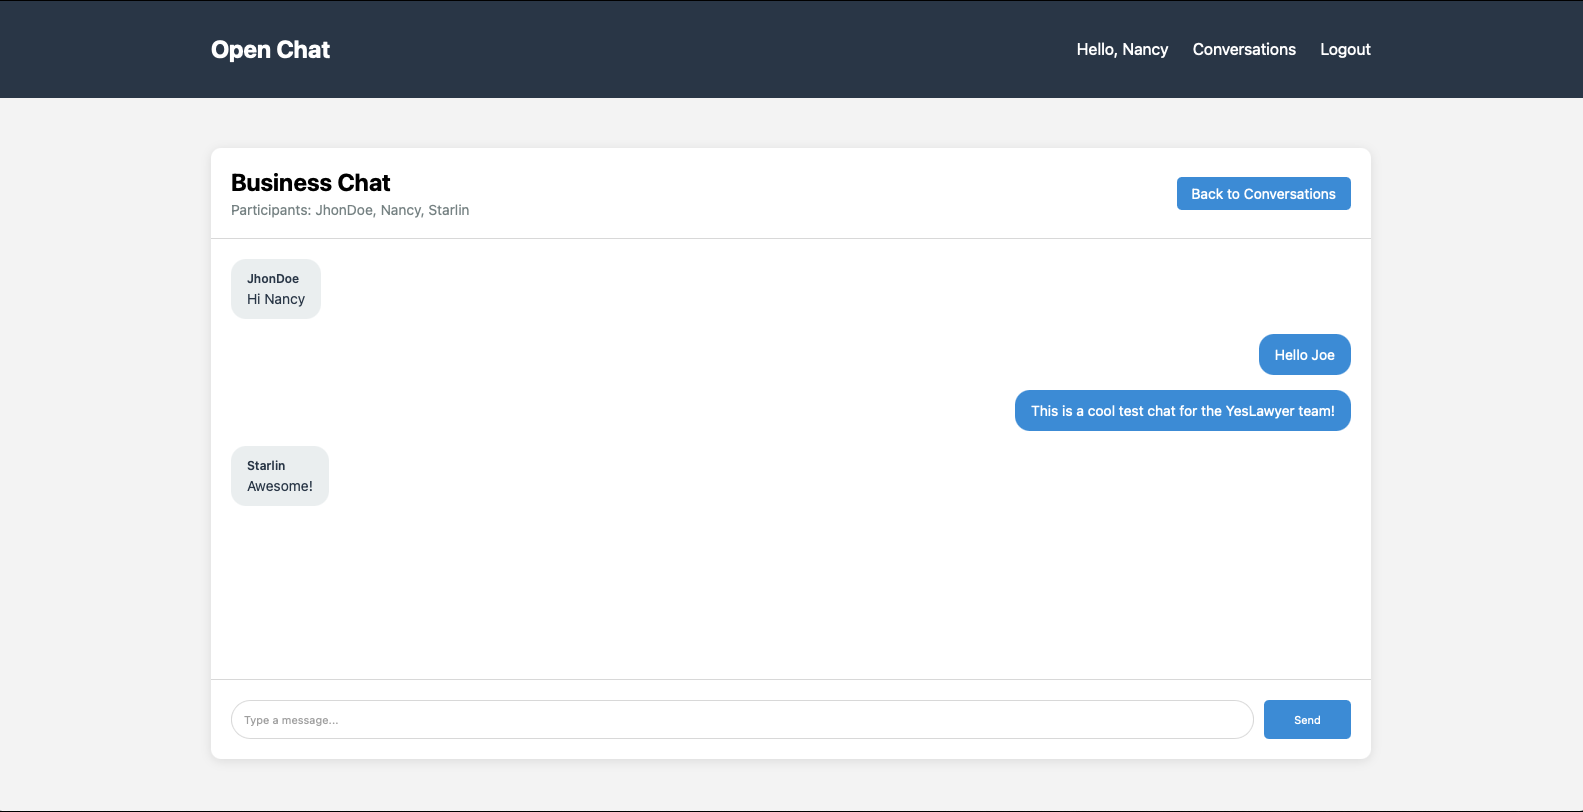 Open Chat
Hello, Nancy Conversations Logout
Business Chat
Participants: JhonDoe, Nancy, Starlin
Back to Conversations
JhonDoe
Hi Nancy
Hello Joe
This is a cool test chat for the YesLawyer team!
Starlin
Awesome!
Type a message...
Send